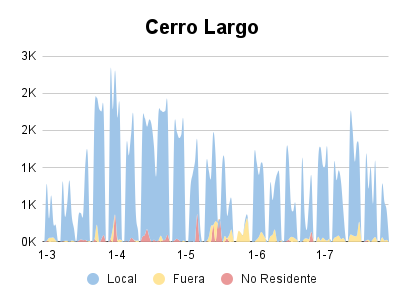 Cerro Largo
3K
2K
2K
1K
1K
0K
1-3 1-4 1-5 1-6 1-7
Local Fuera No Residente